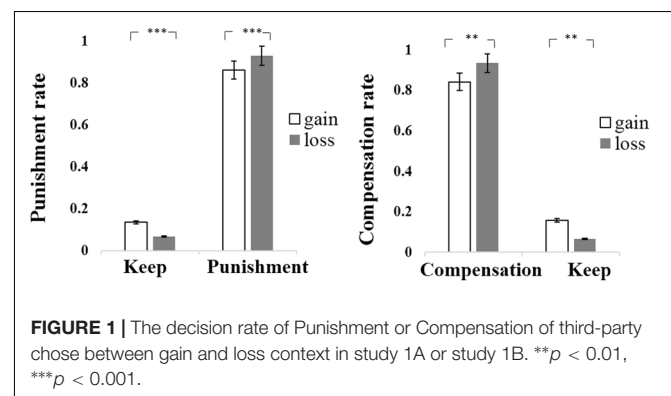 ***
***
1
0.8
0.6
0.4
0.2
0
Punishment rate
gain
loss
Keep
Punishment
**
**
1
0.8
0.6
0.4
0.2
0
Compensation rate
gain
loss
Compensation
Keep
FIGURE 1 | The decision rate of Punishment or Compensation of third-party
chose between gain and loss context in study 1A or study 1B. **p < 0.01,
***p < 0.001.